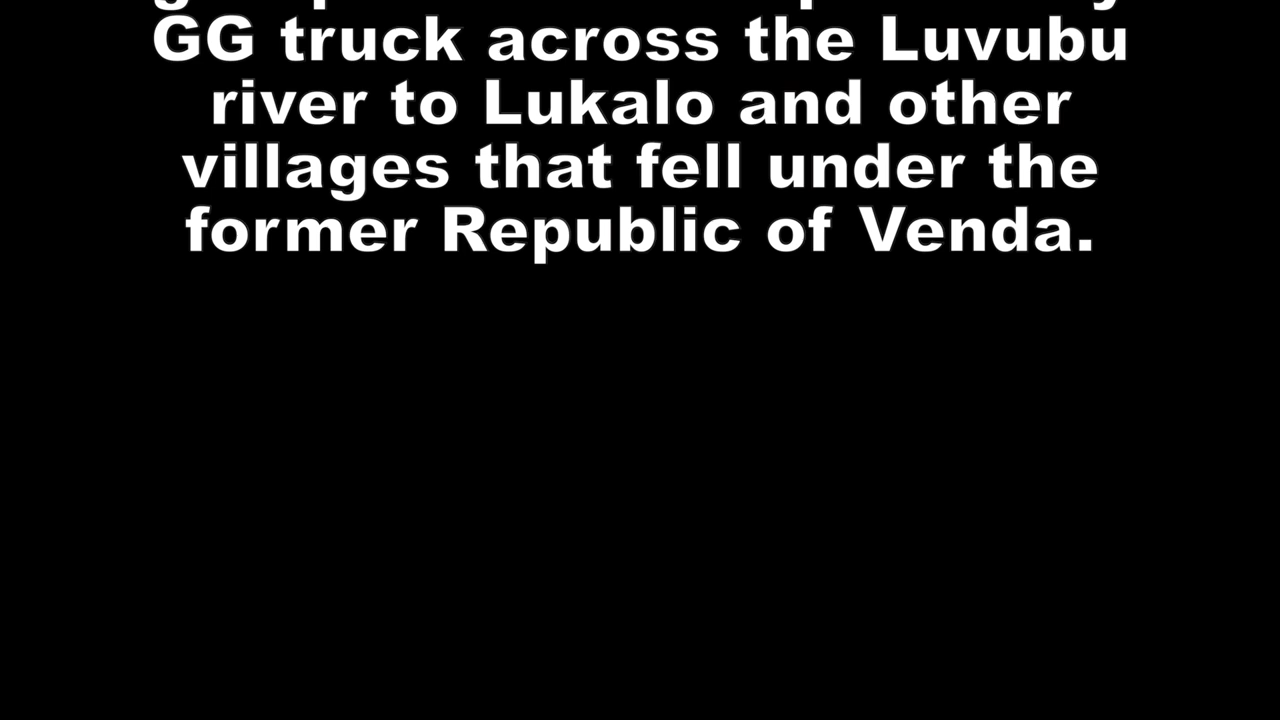 GG truck across the Luvubu
river to Lukalo and other
villages that fell under the
former Republic of Venda.